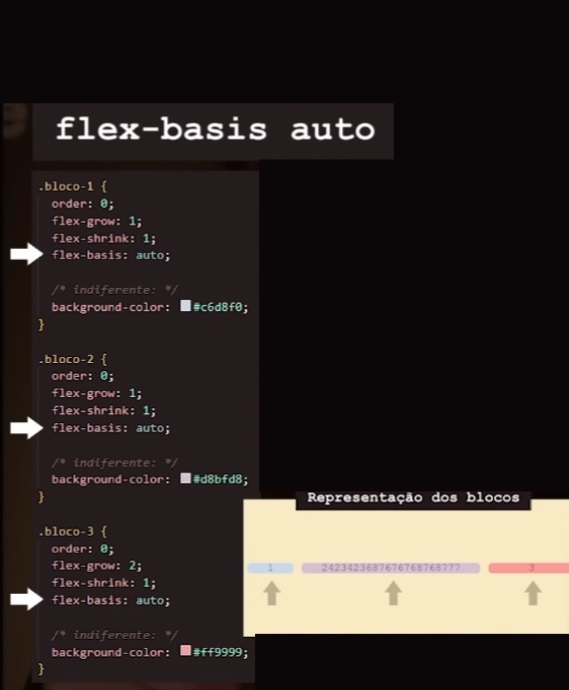 flex-basis auto
.bloco-1 {
order: 0;
flex-grow: 1;
flex-shrink: 1;
flex-basis: auto;
/* indiferente: */
background-color: #c6d8f0;
}
.bloco-2 {
order: 0;
flex-grow: 1;
flex-shrink: 1;
flex-basis: auto;
/* indiferente: */
background-color: #d8bfd8;
}
.bloco-3 {
order: 0;
flex-grow: 2;
flex-shrink: 1;
flex-basis: auto;
/* indiferente: */
background-color: #ff9999;
}
Representação dos blocos
1 24234236876767687687​77 3